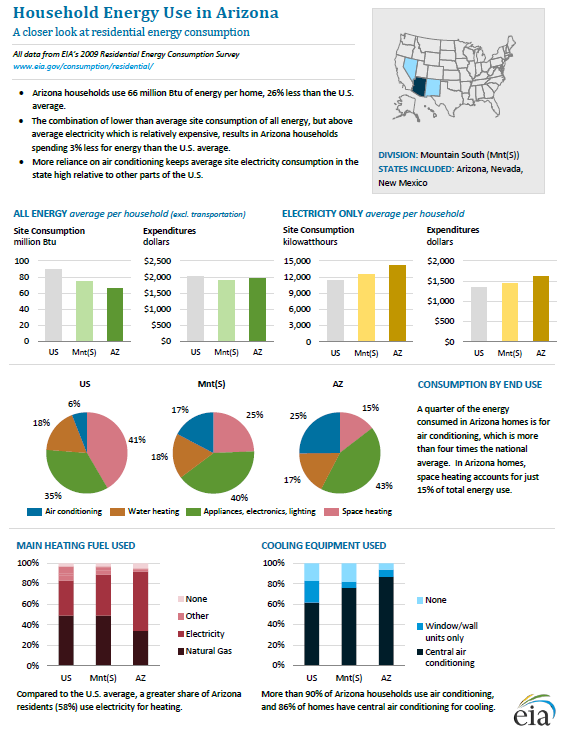 Household Energy Use in Arizona
A closer look at residential energy consumption
All data from EIA's 2009 Residential Energy Consumption Survey
www.eia.gov/consumption/residential/
• Arizona households use 66 million Btu of energy per home, 26% less than the U.S.
average.
• The combination of lower than average site consumption of all energy, but above
average electricity which is relatively expensive, results in Arizona households
spending 3% less for energy than the U.S. average.
• More reliance on air conditioning keeps average site electricity consumption in the
state high relative to other parts of the U.S.
DIVISION: Mountain South (Mnt(S))
STATES INCLUDED: Arizona, Nevada,
New Mexico
ALL ENERGY average per household (excl. transportation)
Site Consumption
million Btu
100
80
60
40
20
0
US Mnt(S) AZ
Expenditures
dollars
$2,500
$2,000
$1,500
$1,000
$500
$0
US Mnt(S) AZ
ELECTRICITY ONLY average per household
Site Consumption
kilowatthours
15,000
12,000
9,000
6,000
3,000
0
US Mnt(S) AZ
Expenditures
dollars
$2,000
$1,500
$1,000
$500
$0
US Mnt(S) AZ
US
6%
18%
41%
35%
Mnt(S)
17%
25%
18%
40%
AZ
25%
15%
17%
43%
Air conditioning Water heating Appliances, electronics, lighting Space heating
CONSUMPTION BY END USE
A quarter of the energy
consumed in Arizona homes is for
air conditioning, which is more
than four times the national
average. In Arizona homes,
space heating accounts for just
15% of total energy use.
MAIN HEATING FUEL USED
100%
80%
60%
40%
20%
0%
US Mnt(S) AZ
None
Other
Electricity
Natural Gas
Compared to the U.S. average, a greater share of Arizona
residents (58%) use electricity for heating.
COOLING EQUIPMENT USED
100%
80%
60%
40%
20%
0%
US Mnt(S) AZ
None
Window/wall
units only
Central air
conditioning
More than 90% of Arizona households use air conditioning,
and 86% of homes have central air conditioning for cooling.
eia